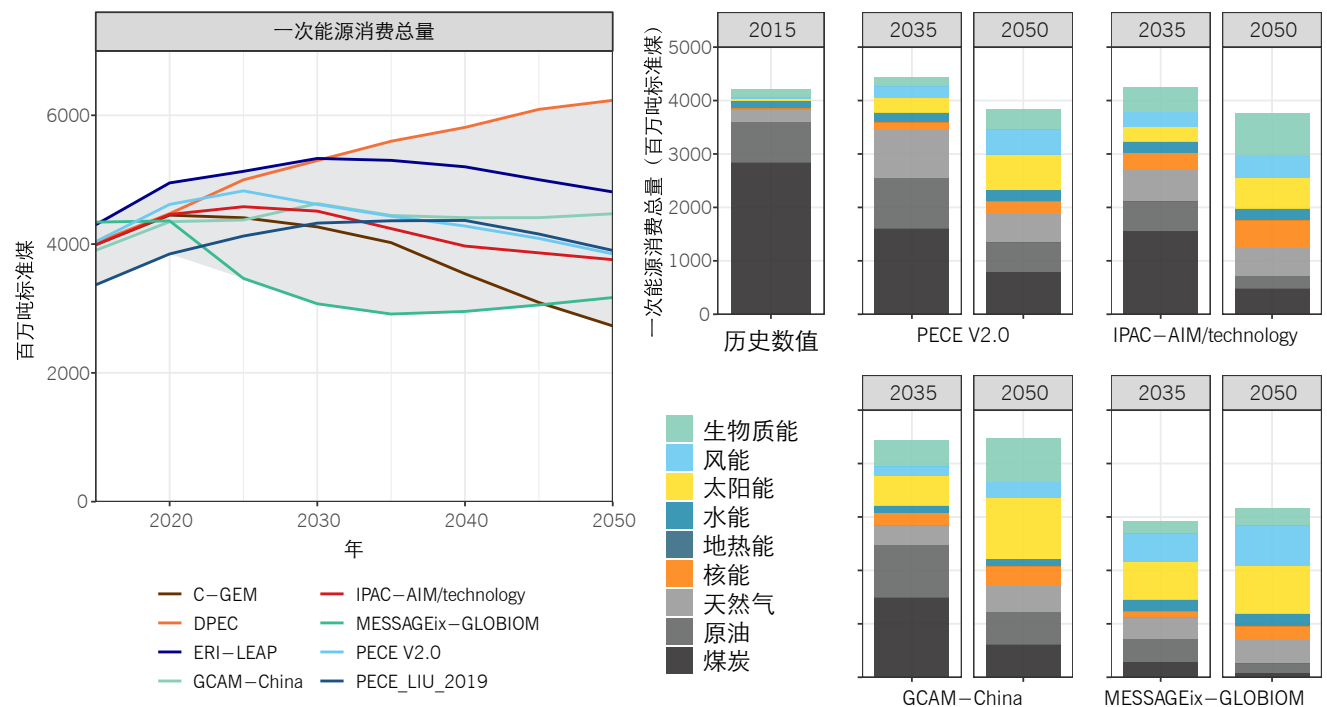 一次能源消费总量
6000
4000
2000
0
百万吨标准煤
2020
2030
2040
2050
年
C-GEM
DPEC
ERI-LEAP
GCAM-China
IPAC-AIM/technology
MESSAGEix-GLOBIOM
PECE V2.0
PECE_LIU_2019
一次能源消费总量（百万吨标准煤）
5000
4000
3000
2000
1000
0
2015
历史数值
2035
2050
PECE V2.0
2035
2050
IPAC-AIM/technology
生物质能
风能
太阳能
水能
地热能
核能
天然气
原油
煤炭
2035
2050
GCAM-China
2035
2050
MESSAGEix-GLOBIOM